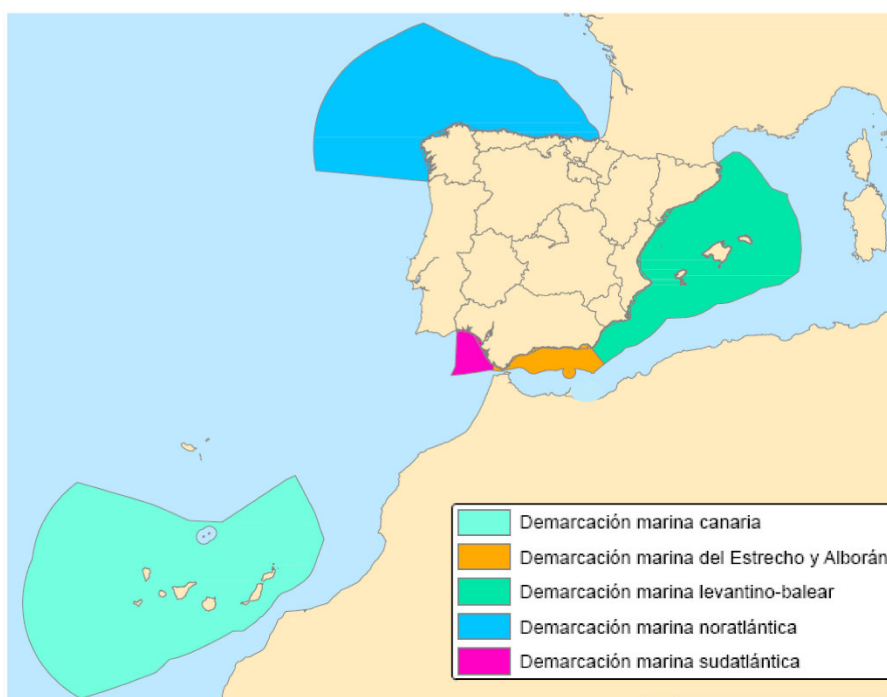 Demarcación marina canaria
Demarcación marina del Estrecho y Alborán
Demarcación marina levantino-balear
Demarcación marina noratlántica
Demarcación marina sudatlántica